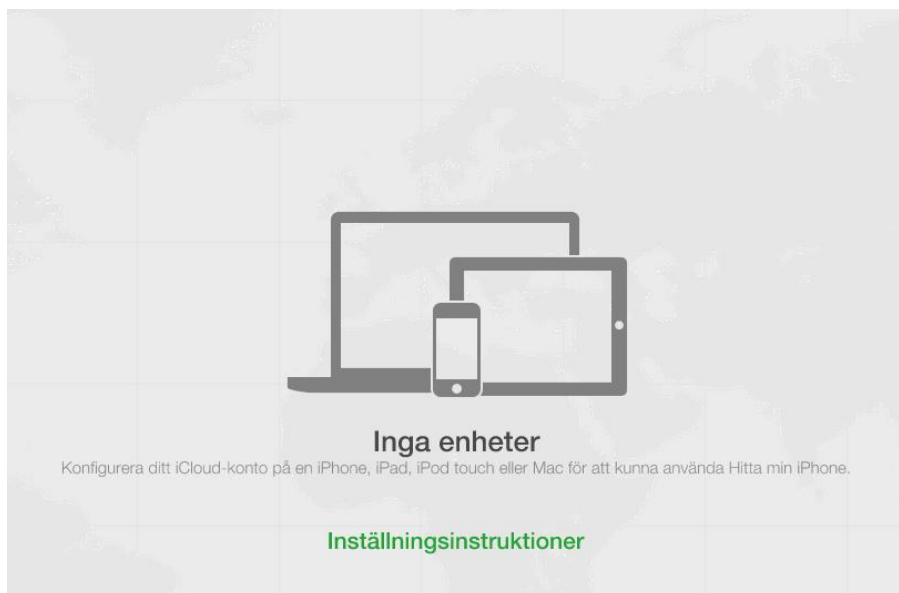 Inga enheter
Konfigurera ditt iCloud-konto på en iPhone, iPad, iPod touch eller Mac för att kunna använda Hitta min iPhone.
Inställningsinstruktioner